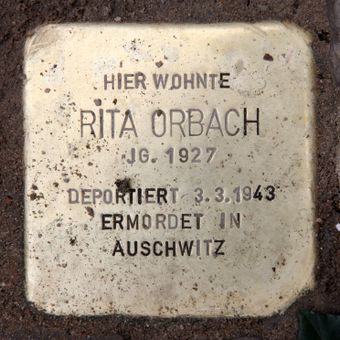 HIER WOHNTE
RITA ORBACH
JG. 1927
DEPORTIERT 3.3.1943
ERMORDET IN
AUSCHWITZ